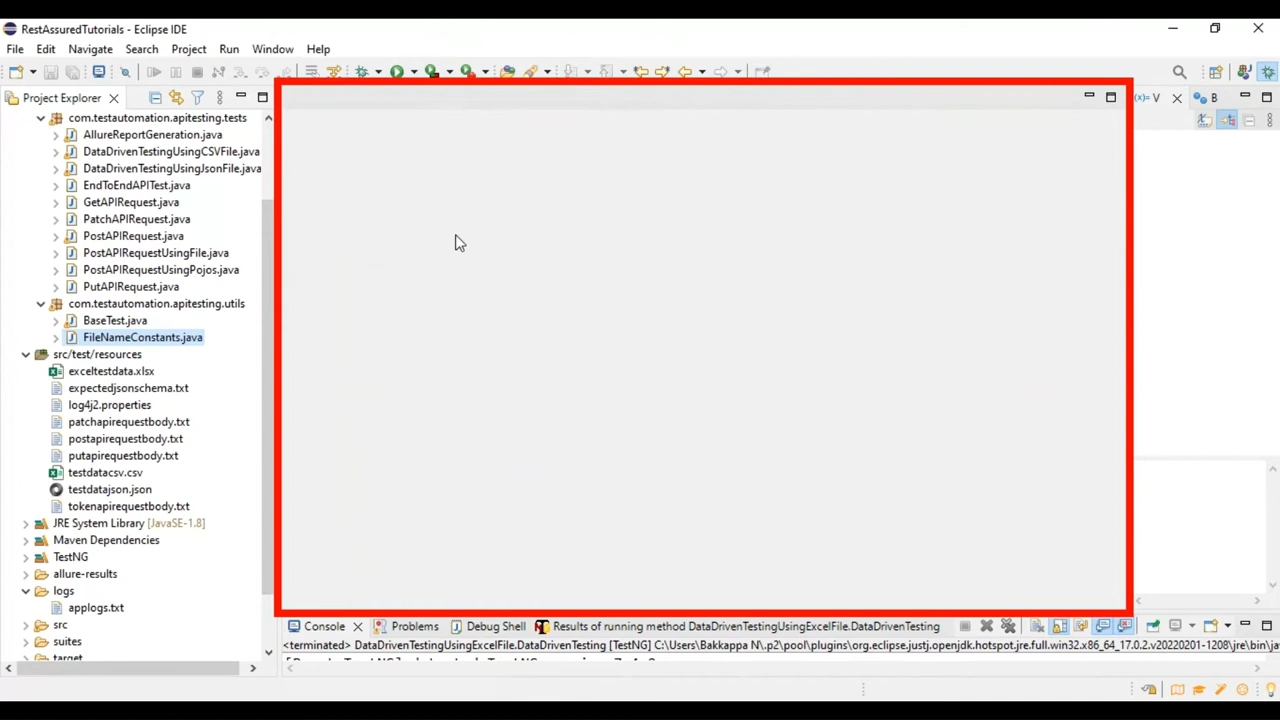 RestAssuredTutorials - Eclipse IDE
File Edit Navigate Search Project Run Window Help
Project Explorer
(x)= V
B
com.testautomation.apitesting.tests
AllureReportGeneration.java
DataDrivenTestingUsingCSVFile.java
DataDrivenTestingUsingJsonFile.java
EndToEndAPITest.java
GetAPIRequest.java
PatchAPIRequest.java
PostAPIRequest.java
PostAPIRequestUsingFile.java
PostAPIRequestUsingPojos.java
PutAPIRequest.java
com.testautomation.apitesting.utils
BaseTest.java
FileNameConstants.java
src/test/resources
exceltestdata.xlsx
expectedjsonschema.txt
log4j2.properties
patchapirequestbody.txt
postapirequestbody.txt
putapirequestbody.txt
testdatacsv.csv
testdatajson.json
tokenapirequestbody.txt
JRE System Library [JavaSE-1.8]
Maven Dependencies
TestNG
allure-results
logs
applogs.txt
src
suites
target
Console Problems Debug Shell Results of running method DataDrivenTestingUsingExcelFile.DataDrivenTesting
<terminated> DataDrivenTestingUsingExcelFile.DataDrivenTesting [TestNG] C:\Users\Bakkappa N\.p2\pool\plugins\org.eclipse.justj.openjdk.hotspot.jre.full.win32.x86_64_17.0.2.v20220201-1208\jre\bin\ja